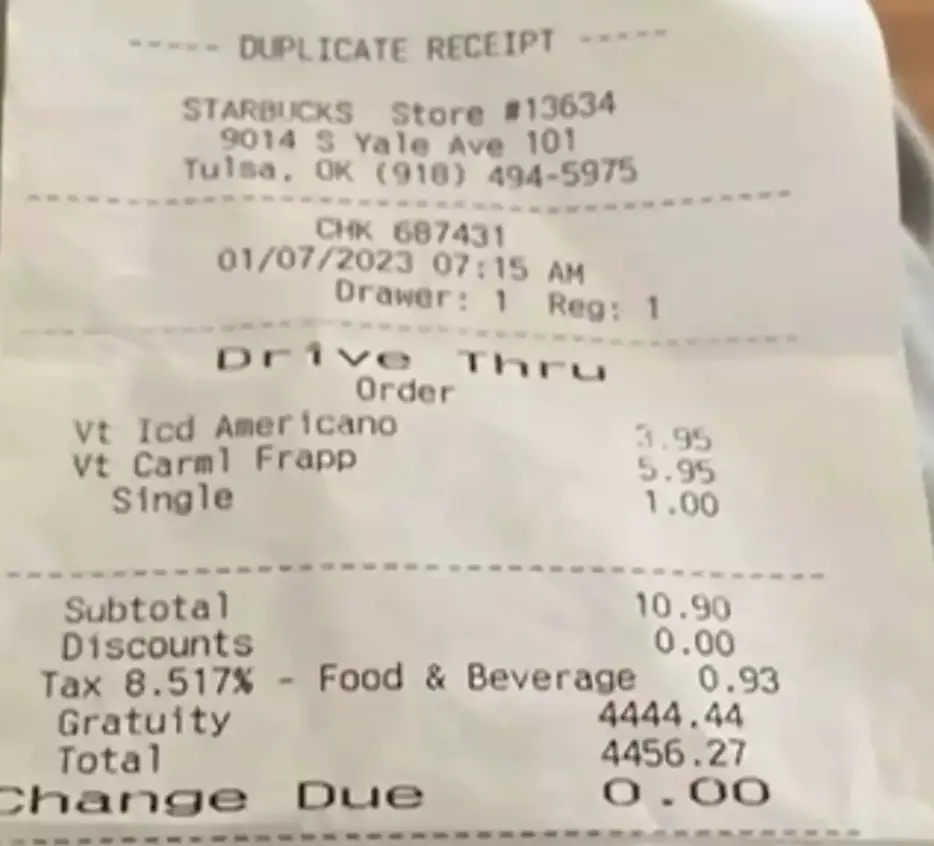 ----- DUPLICATE RECEIPT -----
STARBUCKS Store #13634
9014 S Yale Ave 101
Tulsa, OK (918) 494-5975
CHK 687431
01/07/2023 07:15 AM
Drawer: 1 Reg: 1
Drive Thru
Order
Vt Icd Americano 3.95
Vt Carml Frapp 5.95
Single 1.00
Subtotal 10.90
Discounts 0.00
Tax 8.517% - Food & Beverage 0.93
Gratuity 4444.44
Total 4456.27
Change Due 0.00